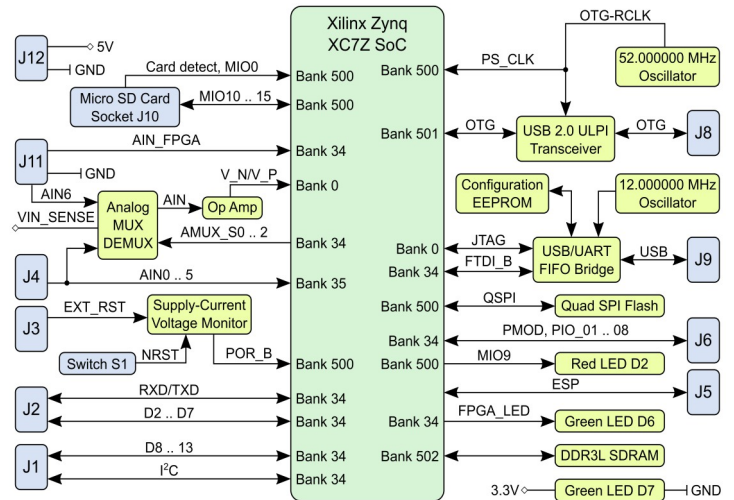 Xilinx Zynq
XC7Z SoC
J12
5V
GND
Card detect, MIO0
Bank 500
Micro SD Card
Socket J10
MIO10 .. 15
Bank 500
J11
AIN_FPGA
Bank 34
GND
AIN6
V_N/V_P
Bank 0
VIN_SENSE
Analog
MUX
DEMUX
AIN
Op Amp
AMUX_S0 .. 2
Bank 34
J4
AIN0 .. 5
Bank 35
J3
EXT_RST
Supply-Current
Voltage Monitor
Switch S1
NRST
POR_B
Bank 500
J2
RXD/TXD
Bank 34
D2 .. D7
Bank 34
J1
D8 .. 13
Bank 34
I²C
Bank 34
OTG-RCLK
Bank 500
PS_CLK
52.000000 MHz
Oscillator
Bank 501
OTG
USB 2.0 ULPI
Transceiver
OTG
J8
Configuration
EEPROM
12.000000 MHz
Oscillator
Bank 0
JTAG
Bank 34
FTDI_B
USB/UART
FIFO Bridge
USB
J9
Bank 500
QSPI
Quad SPI Flash
Bank 34
PMOD, PIO_01 .. 08
J6
Bank 500
MIO9
Red LED D2
ESP
J5
Bank 34
FPGA_LED
Green LED D6
Bank 502
DDR3L SDRAM
3.3V
Green LED D7
GND